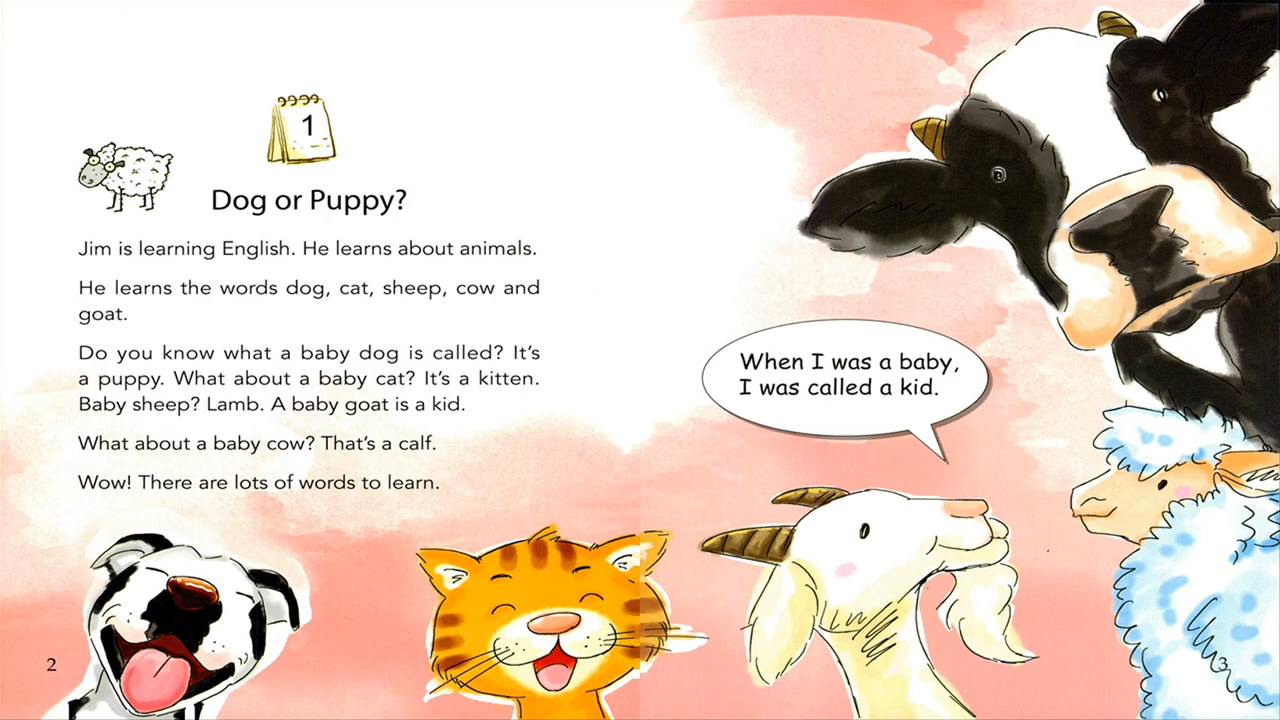 1
Dog or Puppy?
Jim is learning English. He learns about animals.
He learns the words dog, cat, sheep, cow and
goat.
Do you know what a baby dog is called? It’s
a puppy. What about a baby cat? It’s a kitten.
Baby sheep? Lamb. A baby goat is a kid.
What about a baby cow? That’s a calf.
Wow! There are lots of words to learn.
2
When I was a baby,
I was called a kid.
3